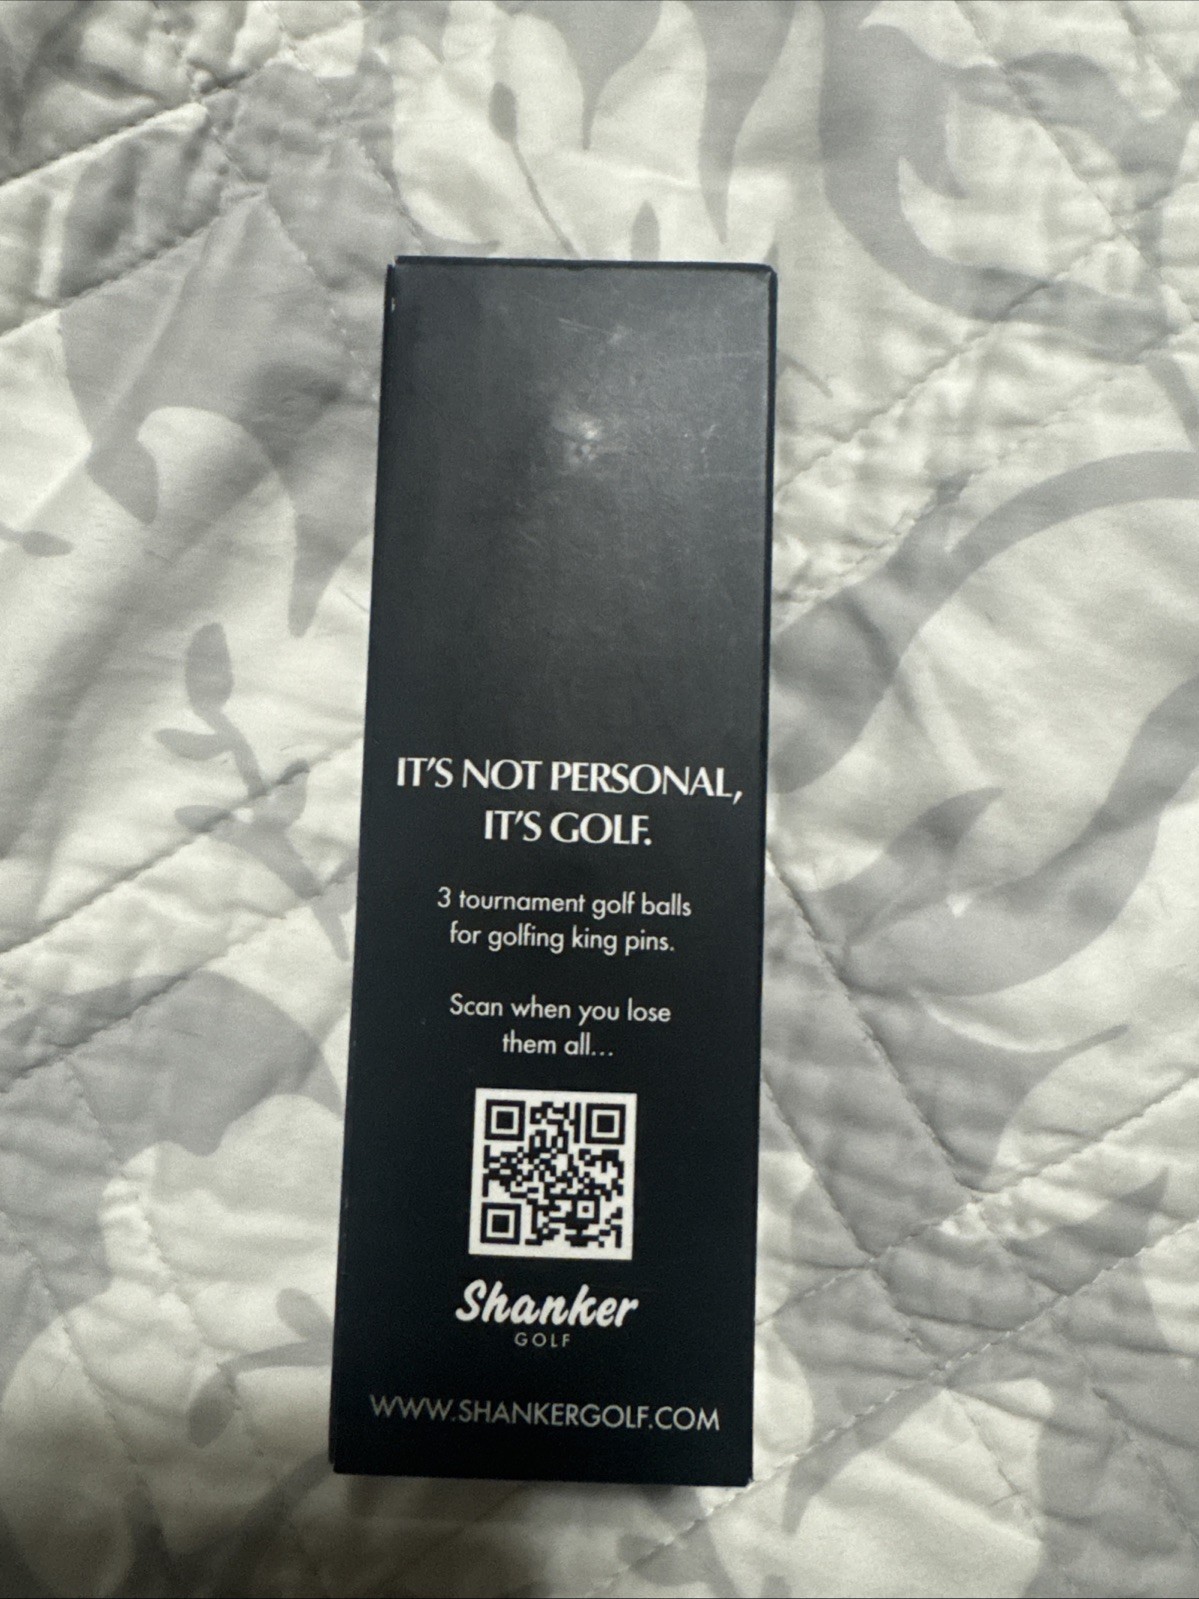 IT'S NOT PERSONAL,
IT'S GOLF.
3 tournament golf balls
for golfing king pins.
Scan when you lose
them all...
Shanker
GOLF
WWW.SHANKERGOLF.COM